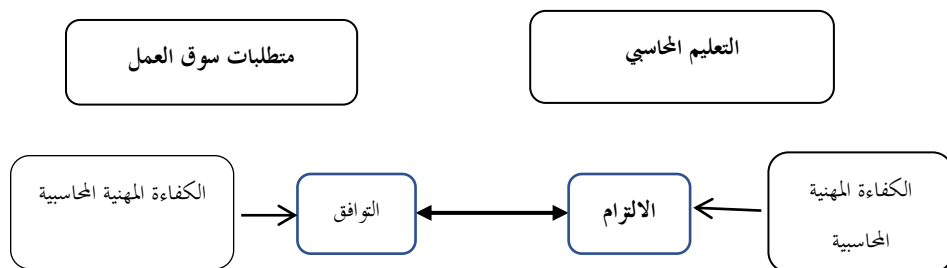 التعليم المحاسبي
متطلبات سوق العمل
الكفاءة المهنية
المحاسبية
الالتزام
التوافق
الكفاءة المهنية المحاسبية